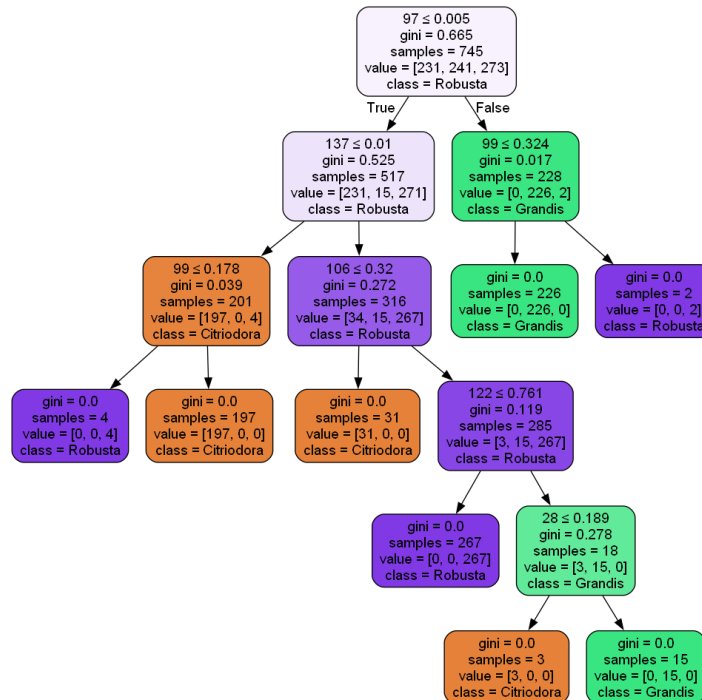 97 ≤ 0.005
gini = 0.665
samples = 745
value = [231, 241, 273]
class = Robusta
True
False
137 ≤ 0.01
gini = 0.525
samples = 517
value = [231, 15, 271]
class = Robusta
99 ≤ 0.324
gini = 0.017
samples = 228
value = [0, 226, 2]
class = Grandis
99 ≤ 0.178
gini = 0.039
samples = 201
value = [197, 0, 4]
class = Citriodora
106 ≤ 0.32
gini = 0.272
samples = 316
value = [34, 15, 267]
class = Robusta
gini = 0.0
samples = 226
value = [0, 226, 0]
class = Grandis
gini = 0.0
samples = 2
value = [0, 0, 2]
class = Robusta
gini = 0.0
samples = 4
value = [0, 0, 4]
class = Robusta
gini = 0.0
samples = 197
value = [197, 0, 0]
class = Citriodora
gini = 0.0
samples = 31
value = [31, 0, 0]
class = Citriodora
122 ≤ 0.761
gini = 0.119
samples = 285
value = [3, 15, 267]
class = Robusta
gini = 0.0
samples = 267
value = [0, 0, 267]
class = Robusta
28 ≤ 0.189
gini = 0.278
samples = 18
value = [3, 15, 0]
class = Grandis
gini = 0.0
samples = 3
value = [3, 0, 0]
class = Citriodora
gini = 0.0
samples = 15
value = [0, 15, 0]
class = Grandis